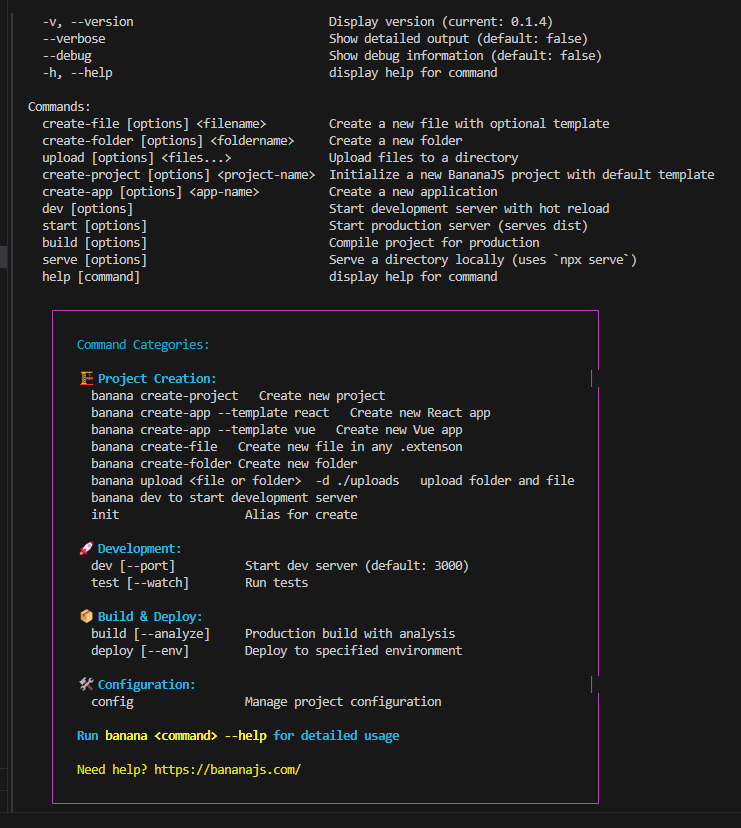 -v, --version Display version (current: 0.1.4)
--verbose Show detailed output (default: false)
--debug Show debug information (default: false)
-h, --help display help for command
Commands:
create-file [options] <filename> Create a new file with optional template
create-folder [options] <foldername> Create a new folder
upload [options] <files...> Upload files to a directory
create-project [options] <project-name> Initialize a new BananaJS project with default template
create-app [options] <app-name> Create a new application
dev [options] Start development server with hot reload
start [options] Start production server (serves dist)
build [options] Compile project for production
serve [options] Serve a directory locally (uses `npx serve`)
help [command] display help for command
Command Categories:
🏗️ Project Creation:
banana create-project Create new project
banana create-app --template react Create new React app
banana create-app --template vue Create new Vue app
banana create-file Create new file in any .extenson
banana create-folder Create new folder
banana upload <file or folder> -d ./uploads upload folder and file
banana dev to start development server
init Alias for create
🚀 Development:
dev [--port] Start dev server (default: 3000)
test [--watch] Run tests
📦 Build & Deploy:
build [--analyze] Production build with analysis
deploy [--env] Deploy to specified environment
🛠️ Configuration:
config Manage project configuration
Run banana <command> --help for detailed usage
Need help? https://bananajs.com/